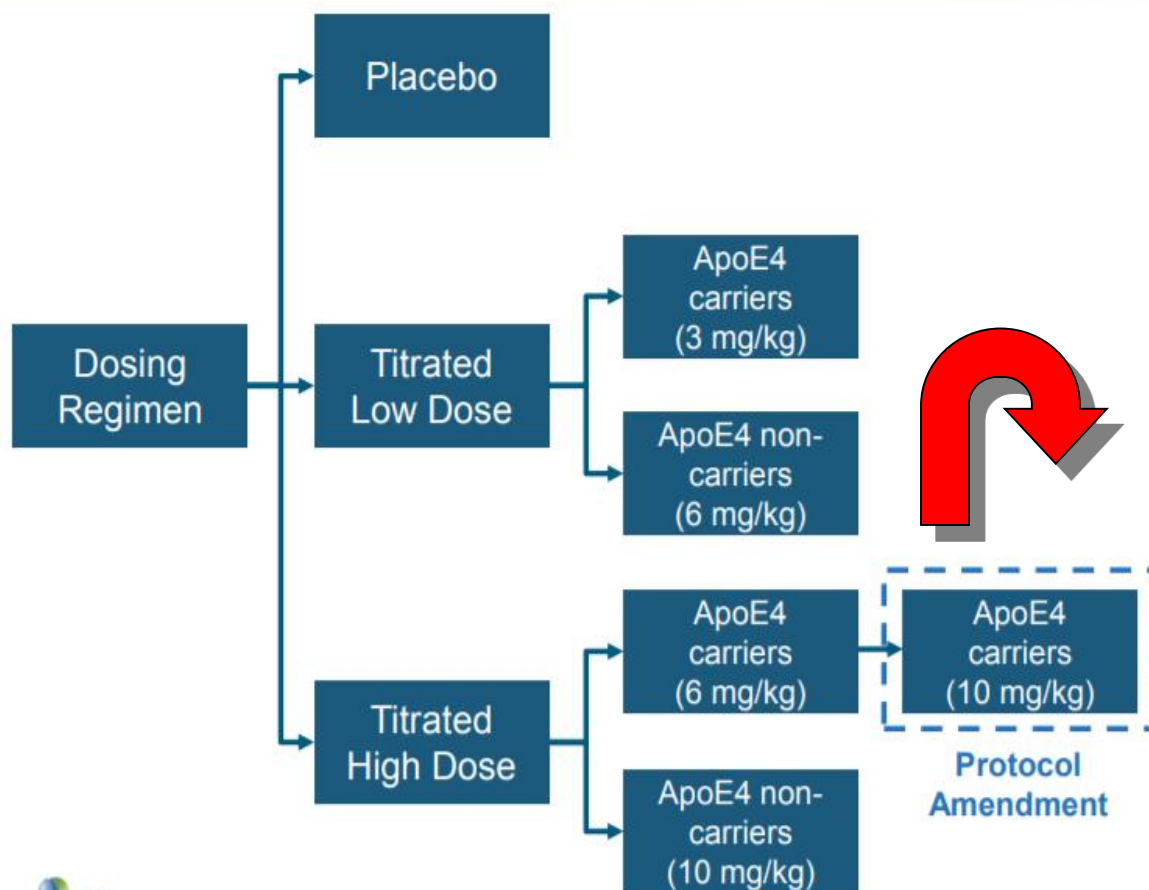 Placebo
Dosing
Regimen
Titrated
Low Dose
ApoE4
carriers
(3 mg/kg)
ApoE4 non-
carriers
(6 mg/kg)
Titrated
High Dose
ApoE4
carriers
(6 mg/kg)
ApoE4
carriers
(10 mg/kg)
Protocol
Amendment
ApoE4 non-
carriers
(10 mg/kg)